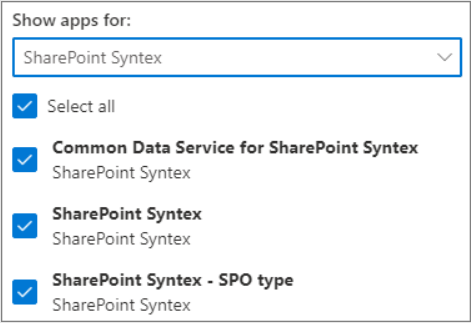 Show apps for:
SharePoint Syntex
Select all
Common Data Service for SharePoint Syntex
SharePoint Syntex
SharePoint Syntex
SharePoint Syntex
SharePoint Syntex - SPO type
SharePoint Syntex